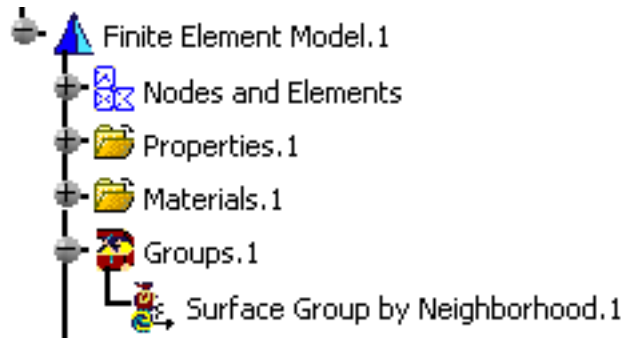 Finite Element Model.1
Nodes and Elements
Properties.1
Materials.1
Groups.1
Surface Group by Neighborhood.1